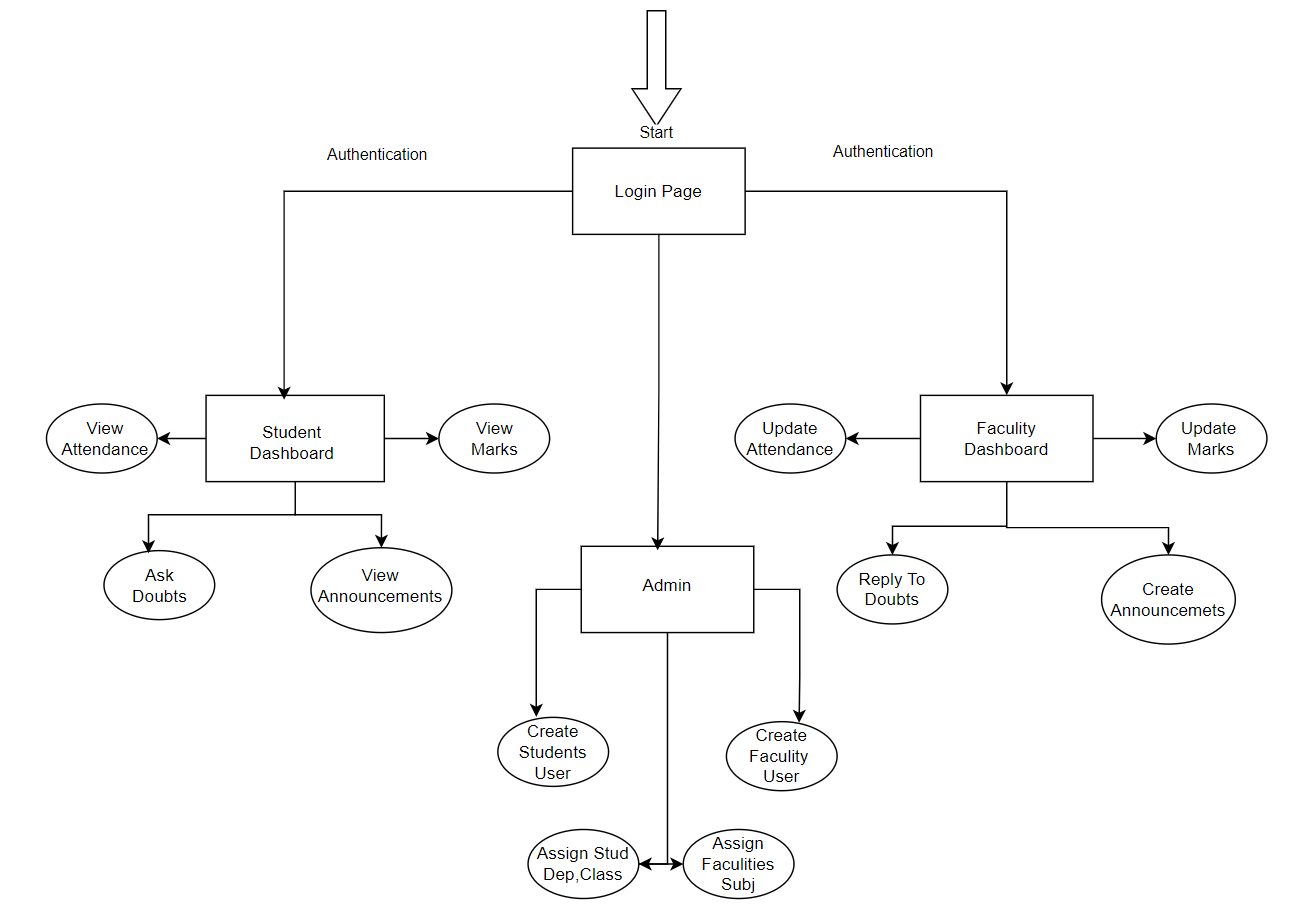 Start
Authentication
Authentication
Login Page
View
Attendance
Student
Dashboard
View
Marks
Update
Attendance
Faculity
Dashboard
Update
Marks
Ask
Doubts
View
Announcements
Admin
Reply To
Doubts
Create
Announcemets
Create
Students
User
Create
Faculity
User
Assign Stud
Dep,Class
Assign
Faculities
Subj